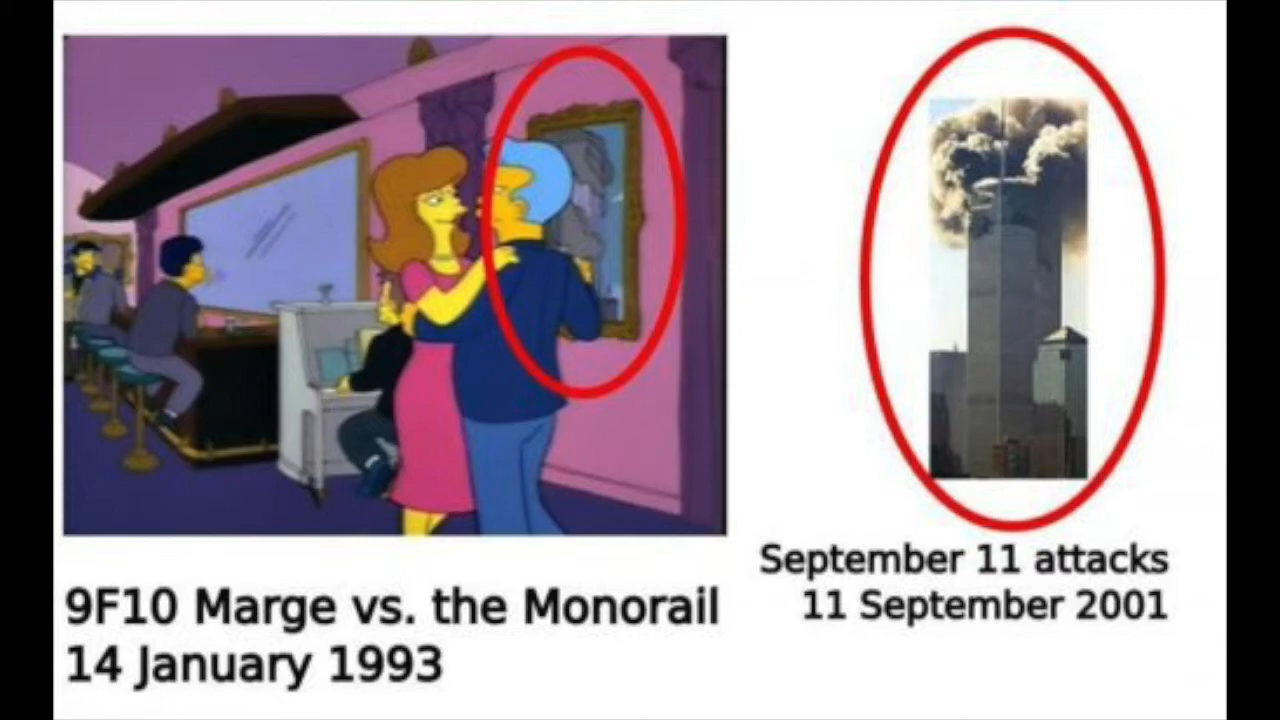 9F10 Marge vs. the Monorail
14 January 1993
September 11 attacks
11 September 2001